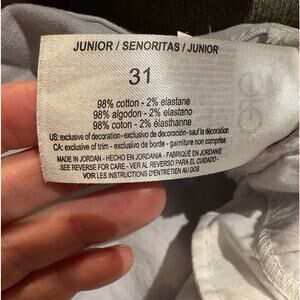 JUNIOR / SENORITAS / JUNIOR
31
98% cotton - 2% elastane
98% algodon - 2% elastano
98% coton - 2% élasthanne
US: exclusive of decoration - exclusivo de decoración - sauf la décoration
CA: exclusive of trim - exclusivo de borde - garniture non comprise
MADE IN JORDAN - HECHO EN JORDANIA - FABRIQUÉ EN JORDANIE
SEE REVERSE FOR CARE - VER AL REVERSO PARA EL CUIDADO -
VOIR LES INSTRUCTIONS D'ENTRETIEN AU DOS